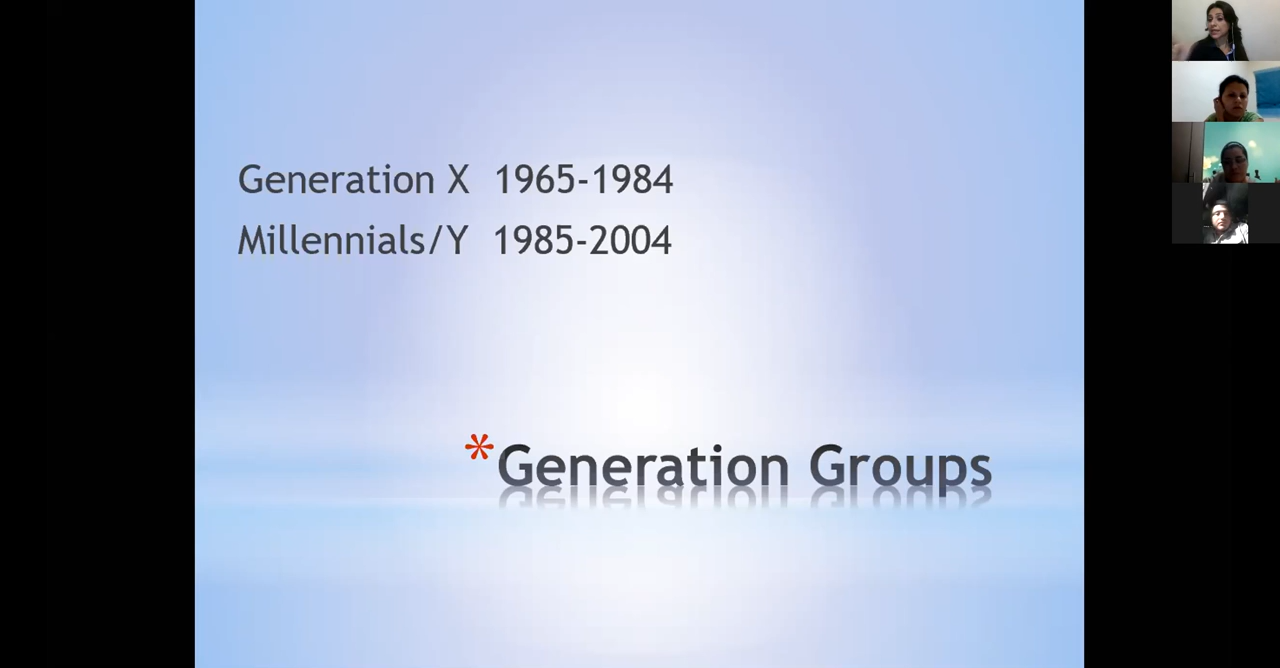 Generation X 1965-1984
Millennials/Y 1985-2004
*Generation Groups